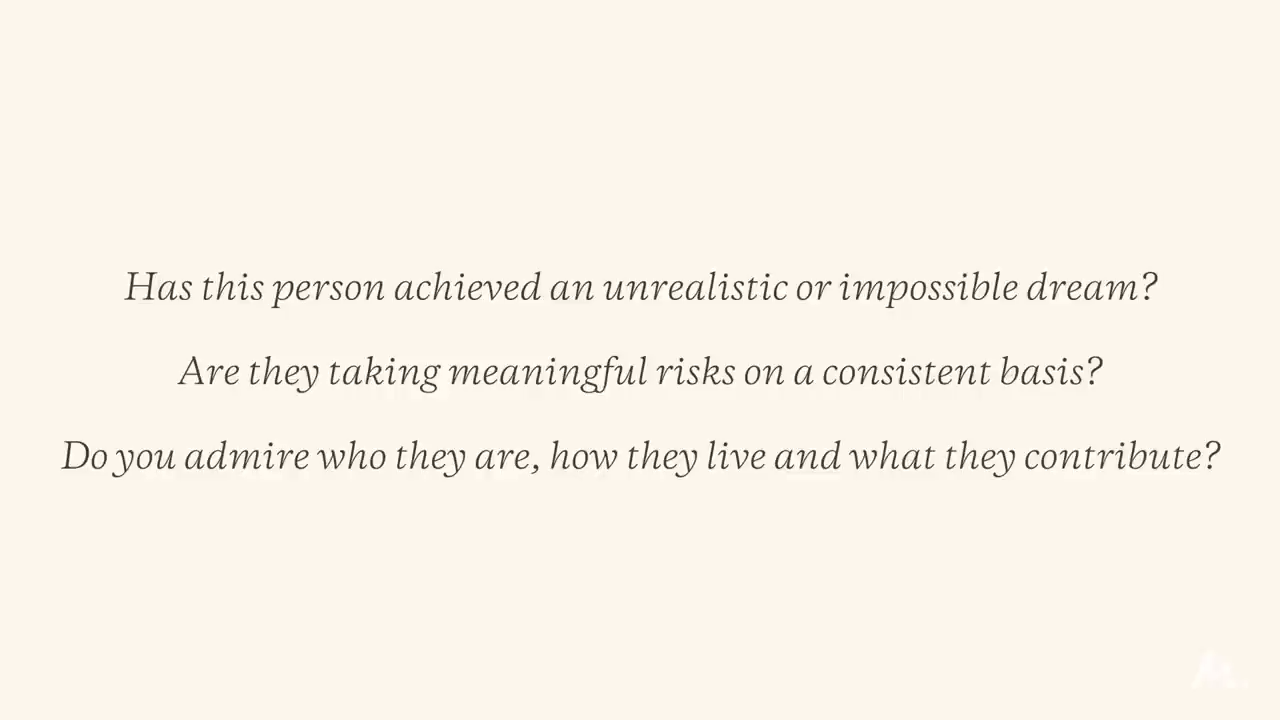 Has this person achieved an unrealistic or impossible dream?
Are they taking meaningful risks on a consistent basis?
Do you admire who they are, how they live and what they contribute?